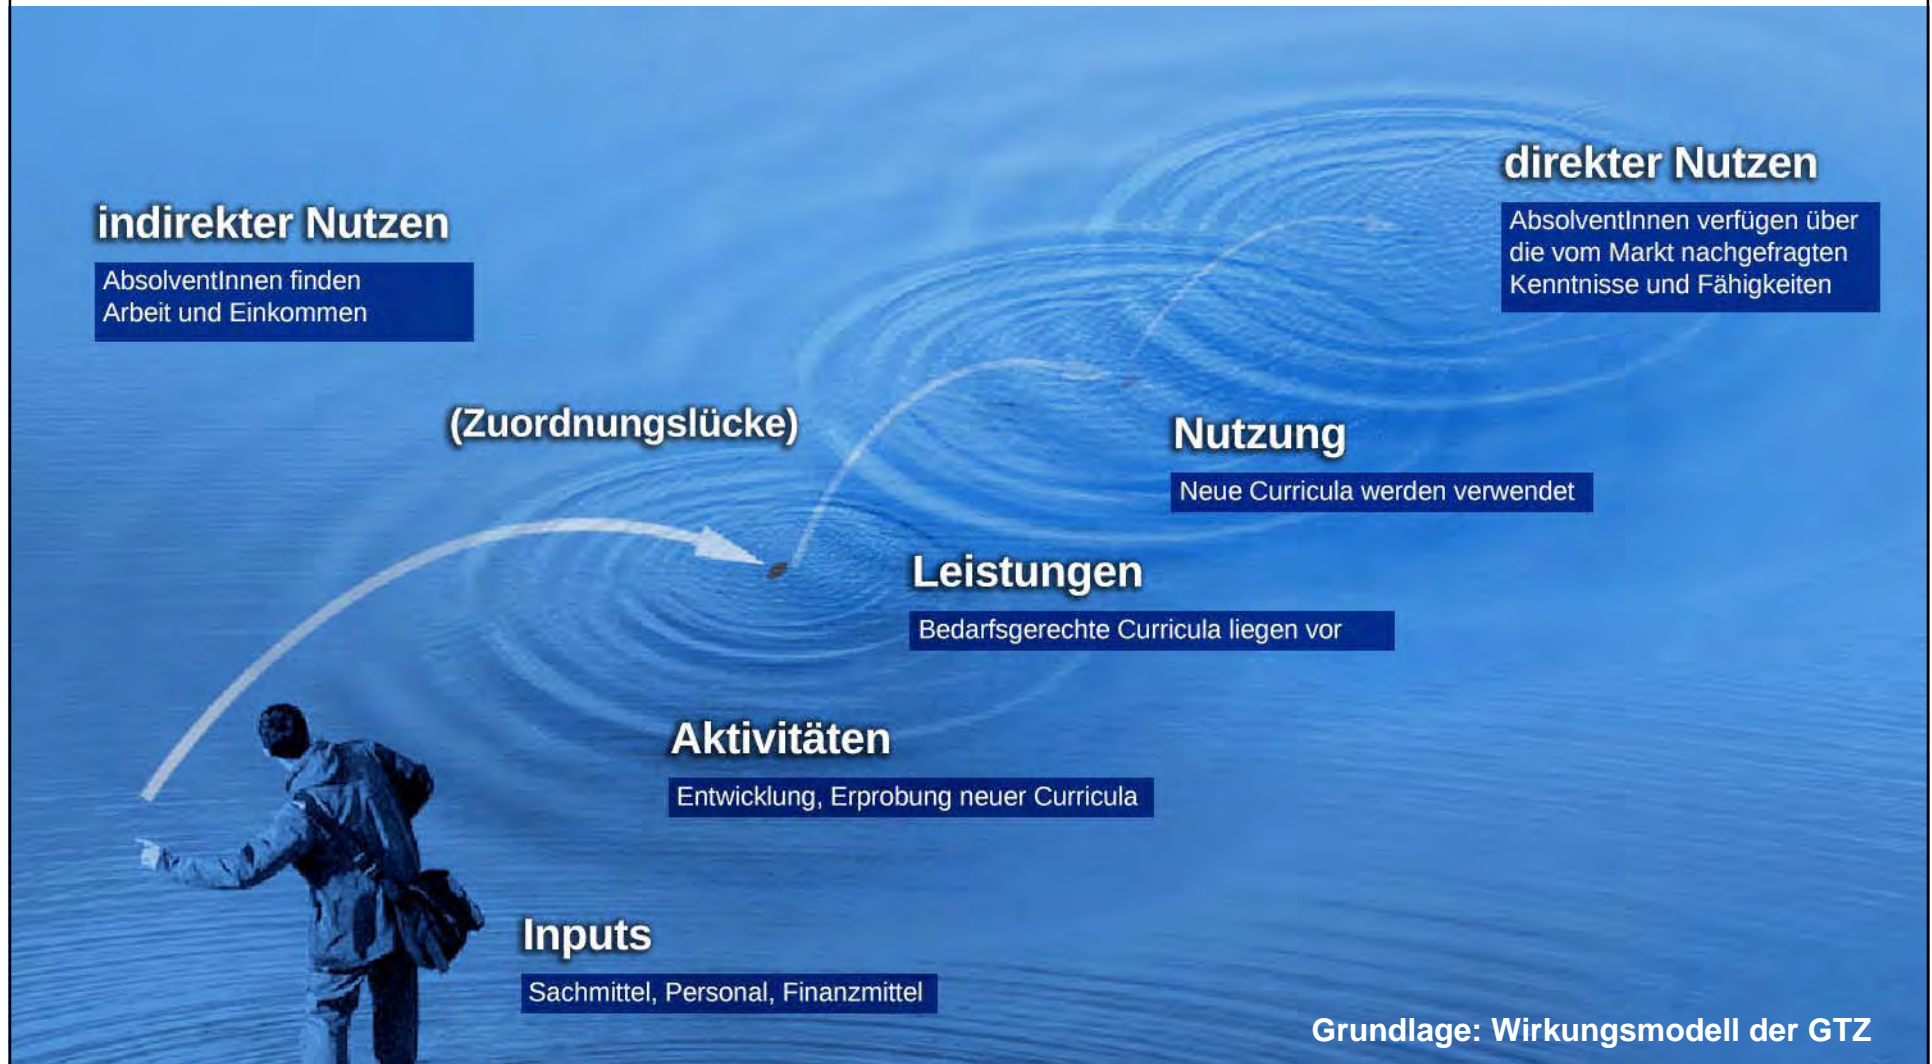 direkter Nutzen
AbsolventInnen verfügen über
die vom Markt nachgefragten
Kenntnisse und Fähigkeiten
indirekter Nutzen
AbsolventInnen finden
Arbeit und Einkommen
(Zuordnungslücke)
Nutzung
Neue Curricula werden verwendet
Leistungen
Bedarfsgerechte Curricula liegen vor
Aktivitäten
Entwicklung, Erprobung neuer Curricula
Inputs
Sachmittel, Personal, Finanzmittel
Grundlage: Wirkungsmodell der GTZ